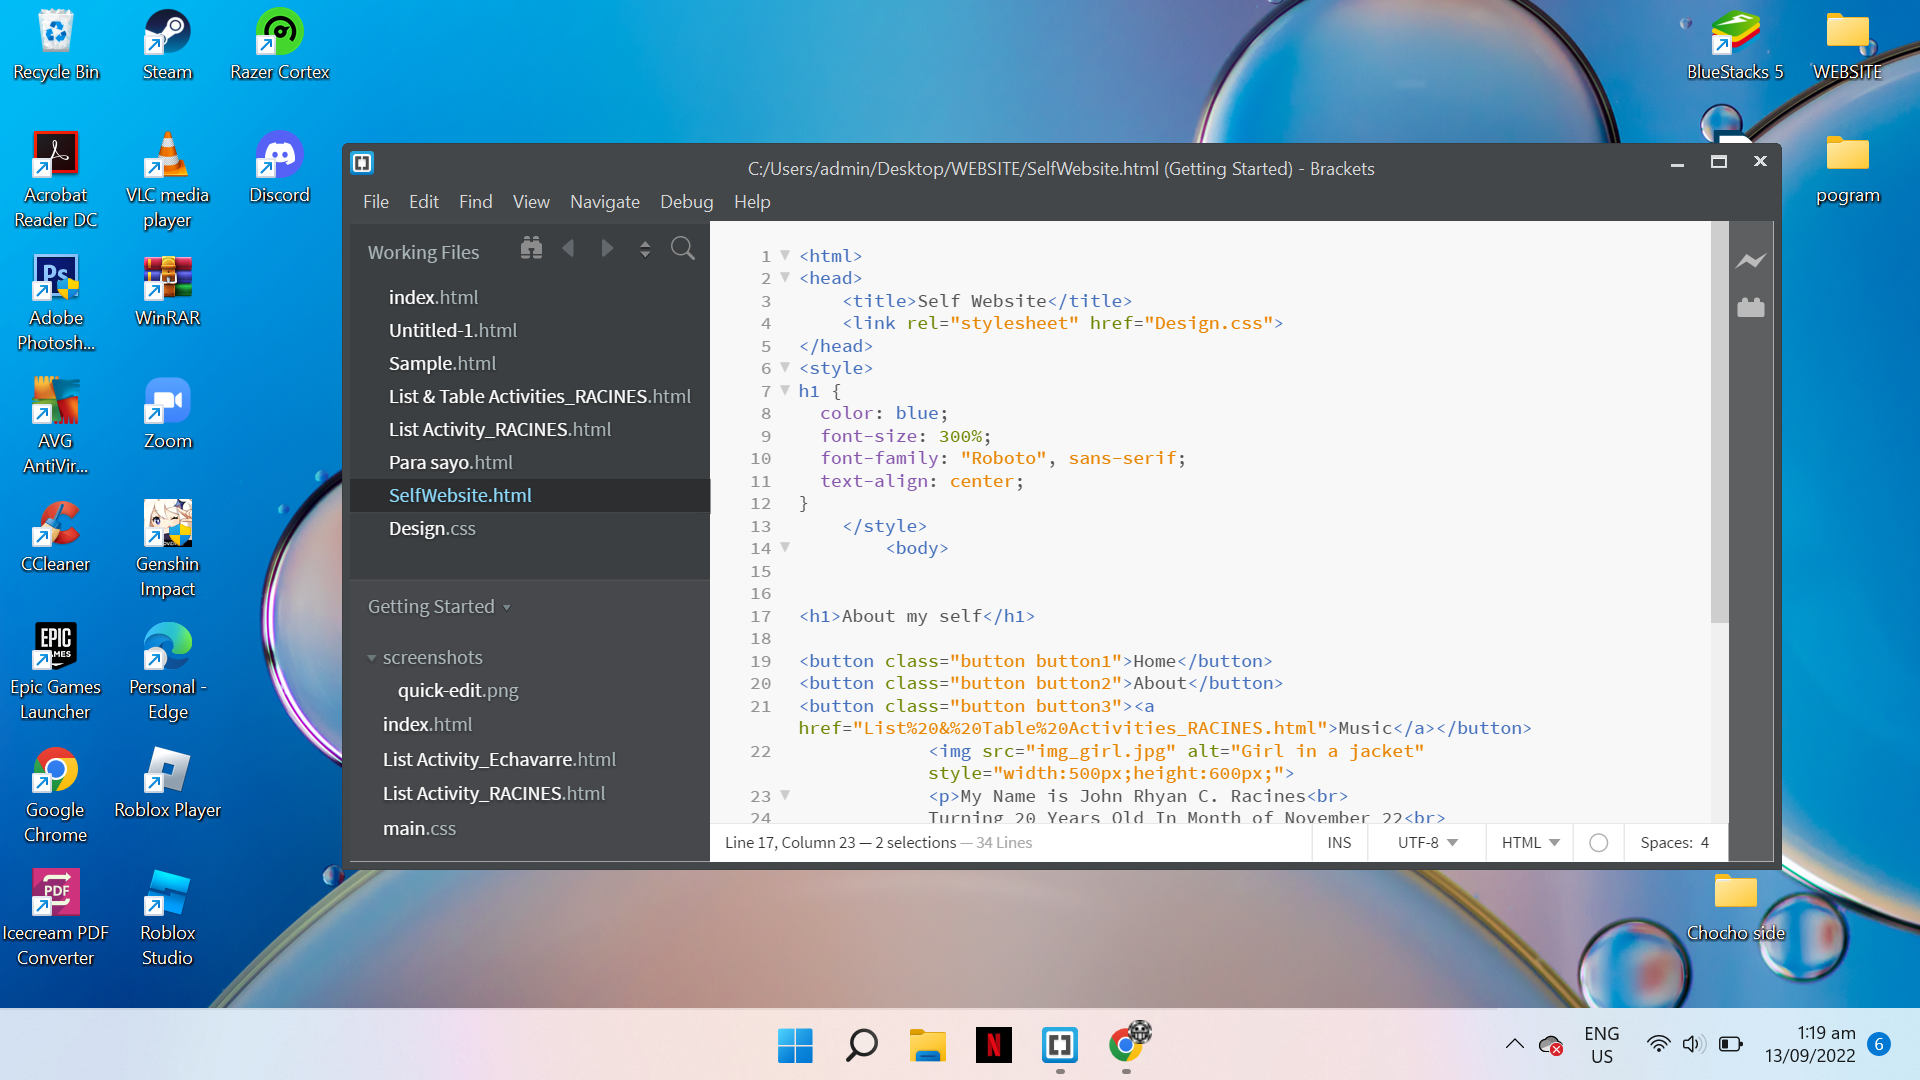 Recycle Bin
Steam
Razer Cortex
BlueStacks 5
WEBSITE
Acrobat
Reader DC
VLC media
player
Discord
pogram
Ps
Adobe
Photosh...
WinRAR
AVG
AntiVir...
Zoom
CCleaner
Genshin
Impact
EPIC
GAMES
Epic Games
Launcher
Personal -
Edge
Google
Chrome
Roblox Player
PDF
Icecream PDF
Converter
Roblox
Studio
Chocho side
C:/Users/admin/Desktop/WEBSITE/SelfWebsite.html (Getting Started) - Brackets
File Edit Find View Navigate Debug Help
Working Files
index.html
Untitled-1.html
Sample.html
List & Table Activities_RACINES.html
List Activity_RACINES.html
Para sayo.html
SelfWebsite.html
Design.css
Getting Started
screenshots
quick-edit.png
index.html
List Activity_Echavarre.html
List Activity_RACINES.html
main.css
1 <html>
2 <head>
3 <title>Self Website</title>
4 <link rel="stylesheet" href="Design.css">
5 </head>
6 <style>
7 h1 {
8 color: blue;
9 font-size: 300%;
10 font-family: "Roboto", sans-serif;
11 text-align: center;
12 }
13 </style>
14 <body>
15
16
17 <h1>About my self</h1>
18
19 <button class="button button1">Home</button>
20 <button class="button button2">About</button>
21 <button class="button button3"><a
href="List%20&%20Table%20Activities_RACINES.html">Music</a></button>
22 <img src="img_girl.jpg" alt="Girl in a jacket"
style="width:500px;height:600px;">
23 <p>My Name is John Rhyan C. Racines<br>
24 Turning 20 Years Old In Month of November 22<br>
Line 17, Column 23 — 2 selections — 34 Lines
INS
UTF-8
HTML
Spaces: 4
N
ENG
US
1:19 am
13/09/2022
6